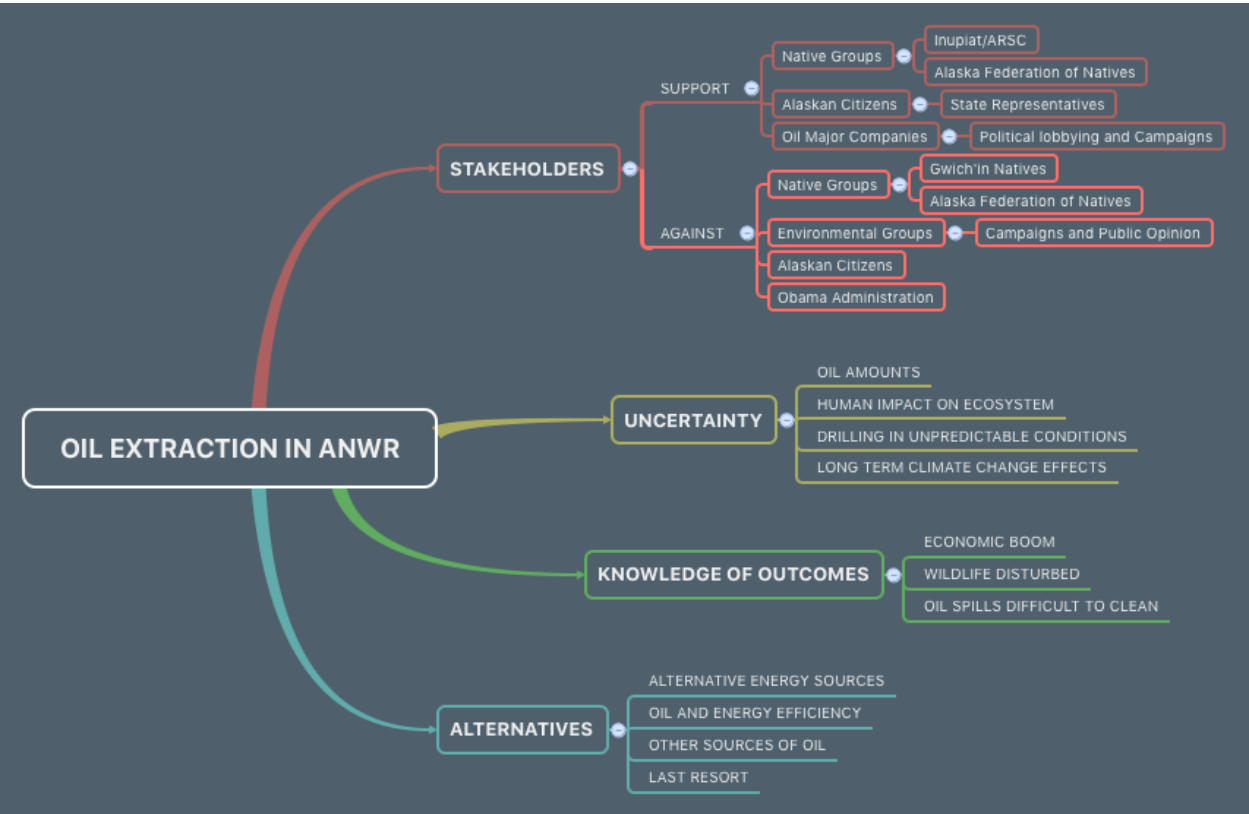 OIL EXTRACTION IN ANWR
STAKEHOLDERS
SUPPORT
Native Groups
Inupiat/ARSC
Alaska Federation of Natives
Alaskan Citizens
State Representatives
Oil Major Companies
Political lobbying and Campaigns
AGAINST
Native Groups
Gwich'in Natives
Alaska Federation of Natives
Environmental Groups
Campaigns and Public Opinion
Alaskan Citizens
Obama Administration
UNCERTAINTY
OIL AMOUNTS
HUMAN IMPACT ON ECOSYSTEM
DRILLING IN UNPREDICTABLE CONDITIONS
LONG TERM CLIMATE CHANGE EFFECTS
KNOWLEDGE OF OUTCOMES
ECONOMIC BOOM
WILDLIFE DISTURBED
OIL SPILLS DIFFICULT TO CLEAN
ALTERNATIVES
ALTERNATIVE ENERGY SOURCES
OIL AND ENERGY EFFICIENCY
OTHER SOURCES OF OIL
LAST RESORT